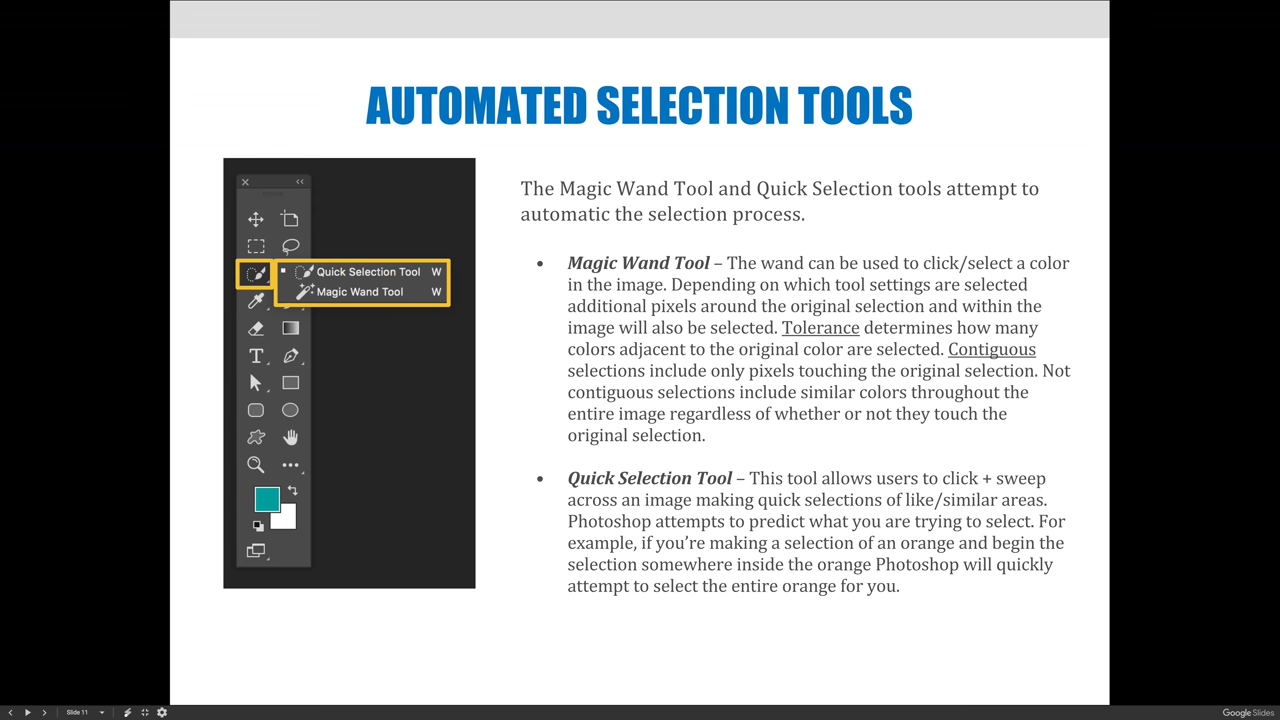 AUTOMATED SELECTION TOOLS
Quick Selection Tool W
Magic Wand Tool W
T
The Magic Wand Tool and Quick Selection tools attempt to
automatic the selection process.
• Magic Wand Tool – The wand can be used to click/select a color
in the image. Depending on which tool settings are selected
additional pixels around the original selection and within the
image will also be selected. Tolerance determines how many
colors adjacent to the original color are selected. Contiguous
selections include only pixels touching the original selection. Not
contiguous selections include similar colors throughout the
entire image regardless of whether or not they touch the
original selection.
• Quick Selection Tool – This tool allows users to click + sweep
across an image making quick selections of like/similar areas.
Photoshop attempts to predict what you are trying to select. For
example, if you’re making a selection of an orange and begin the
selection somewhere inside the orange Photoshop will quickly
attempt to select the entire orange for you.
Slide 11
Google Slides